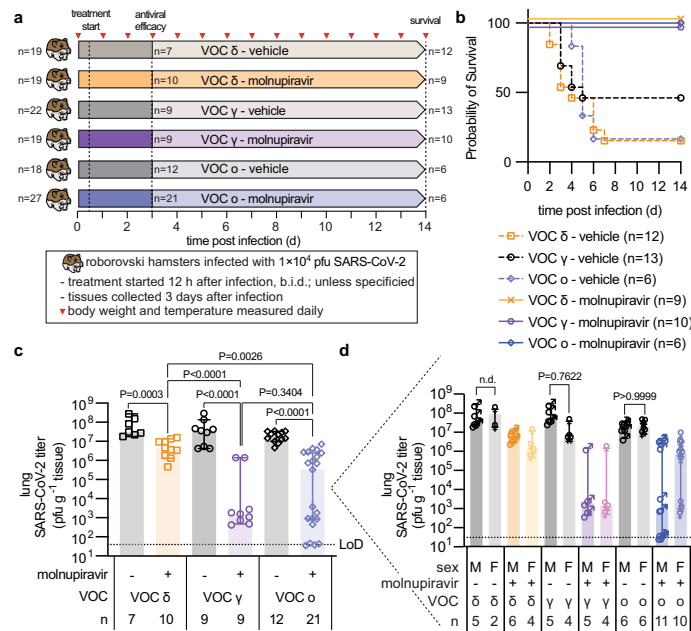 a
treatment start
antiviral efficacy
survival
n=19 n=7 VOC δ - vehicle n=12
n=19 n=10 VOC δ - molnupiravir n=9
n=22 n=9 VOC γ - vehicle n=13
n=19 n=9 VOC γ - molnupiravir n=10
n=18 n=12 VOC o - vehicle n=6
n=27 n=21 VOC o - molnupiravir n=6
0 1 2 3 4 5 6 7 8 9 10 11 12 13 14
time post infection (d)
roborovski hamsters infected with 1×10⁴ pfu SARS-CoV-2
- treatment started 12 h after infection, b.i.d.; unless specificied
- tissues collected 3 days after infection
body weight and temperature measured daily
b
Probability of Survival
100
50
0
0 2 4 6 8 10 12 14
time post infection (d)
VOC δ - vehicle (n=12)
VOC γ - vehicle (n=13)
VOC o - vehicle (n=6)
VOC δ - molnupiravir (n=9)
VOC γ - molnupiravir (n=10)
VOC o - molnupiravir (n=6)
c
P=0.0026
P<0.0001 P=0.3404
P=0.0003 P<0.0001 P<0.0001
lung
SARS-CoV-2 titer
(pfu g⁻¹ tissue)
10⁹
10⁸
10⁷
10⁶
10⁵
10⁴
10³
10²
10¹
LoD
molnupiravir - + - + - +
VOC VOC δ VOC γ VOC o
n 7 10 9 9 12 21
d
n.d. P=0.7622 P>0.9999
lung
SARS-CoV-2 titer
(pfu g⁻¹ tissue)
10⁹
10⁸
10⁷
10⁶
10⁵
10⁴
10³
10²
10¹
sex M F M F M F M F M F M F
molnupiravir - - + + - - + + - - + +
VOC δ δ δ δ γ γ γ γ o o o o
n 5 2 6 4 5 4 5 4 6 6 11 10